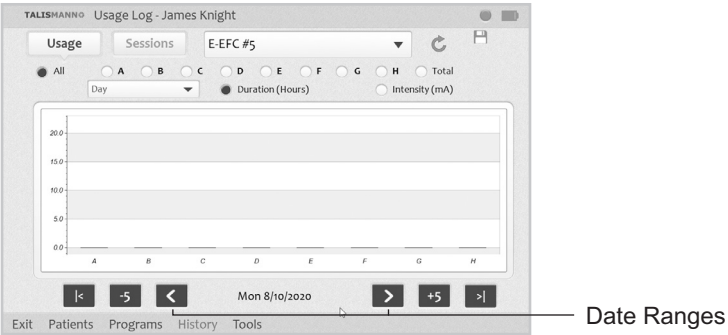 TALISMANNO Usage Log - James Knight
Usage Sessions E-EFC #5
All A B C D E F G H Total
Day Duration (Hours) Intensity (mA)
20.0
15.0
10.0
5.0
0.0
A B C D E F G H
|< -5 < Mon 8/10/2020 > +5 >|
Date Ranges
Exit Patients Programs History Tools